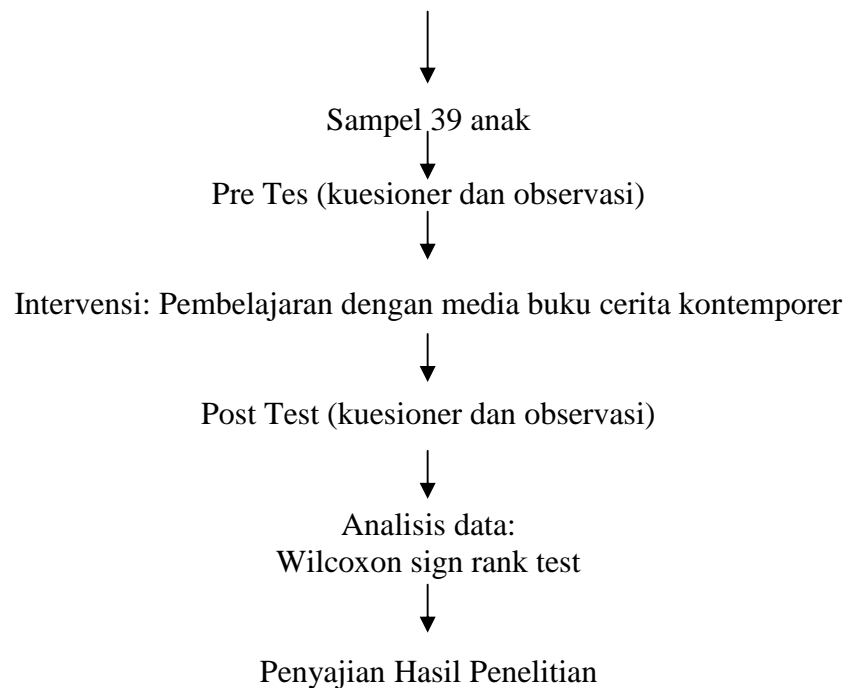 Sampel 39 anak
Pre Tes (kuesioner dan observasi)
Intervensi: Pembelajaran dengan media buku cerita kontemporer
Post Test (kuesioner dan observasi)
Analisis data:
Wilcoxon sign rank test
Penyajian Hasil Penelitian